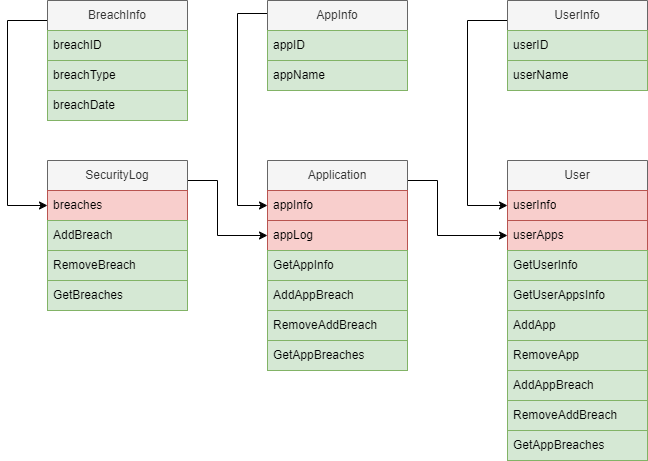 BreachInfo
breachID
breachType
breachDate
AppInfo
appID
appName
UserInfo
userID
userName
SecurityLog
breaches
AddBreach
RemoveBreach
GetBreaches
Application
appInfo
appLog
GetAppInfo
AddAppBreach
RemoveAddBreach
GetAppBreaches
User
userInfo
userApps
GetUserInfo
GetUserAppsInfo
AddApp
RemoveApp
AddAppBreach
RemoveAddBreach
GetAppBreaches